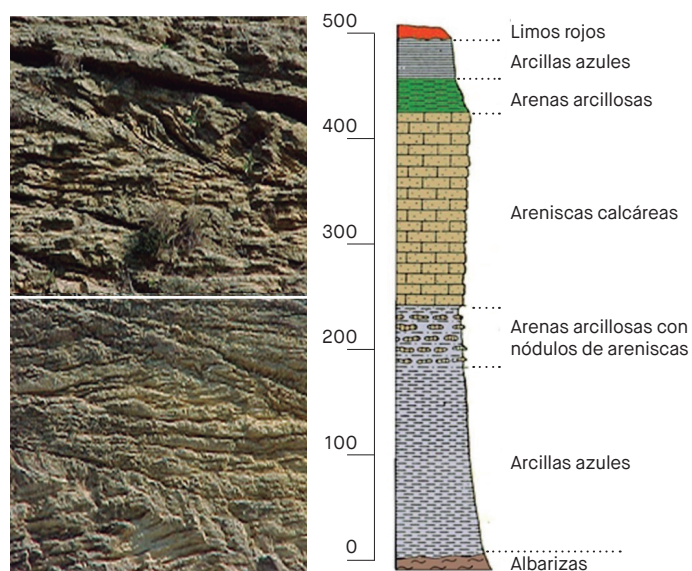 500
400
300
200
100
0
Limos rojos
Arcillas azules
Arenas arcillosas
Areniscas calcáreas
Arenas arcillosas con
nódulos de areniscas
Arcillas azules
Albarizas